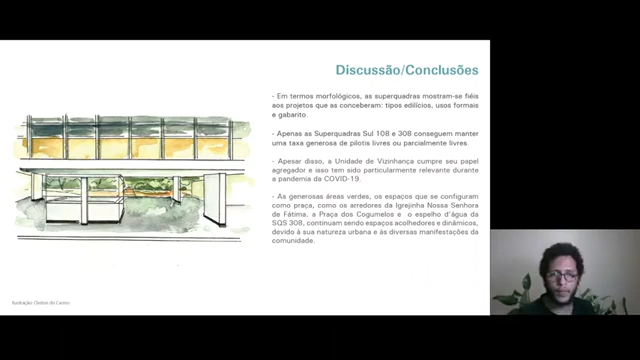 Discussão/Conclusões
- Em termos morfológicos, as superquadras mostram-se fiéis
aos projetos que as conceberam: tipos edilícios, usos formais
e gabarito.
- Apenas as Superquadras Sul 108 e 308 conseguem manter
uma taxa generosa de pilotis livres ou parcialmente livres.
- Apesar disso, a Unidade de Vizinhança cumpre seu papel
agregador e isso tem sido particularmente relevante durante
a pandemia da COVID-19.
- As generosas áreas verdes, os espaços que se configuram
como praça, como os arredores da Igrejinha Nossa Senhora
de Fátima, a Praça dos Cogumelos e o espelho d'água da
SQS 308, continuam sendo espaços acolhedores e dinâmicos,
devido à sua natureza urbana e às diversas manifestações da
comunidade.
Ilustração: